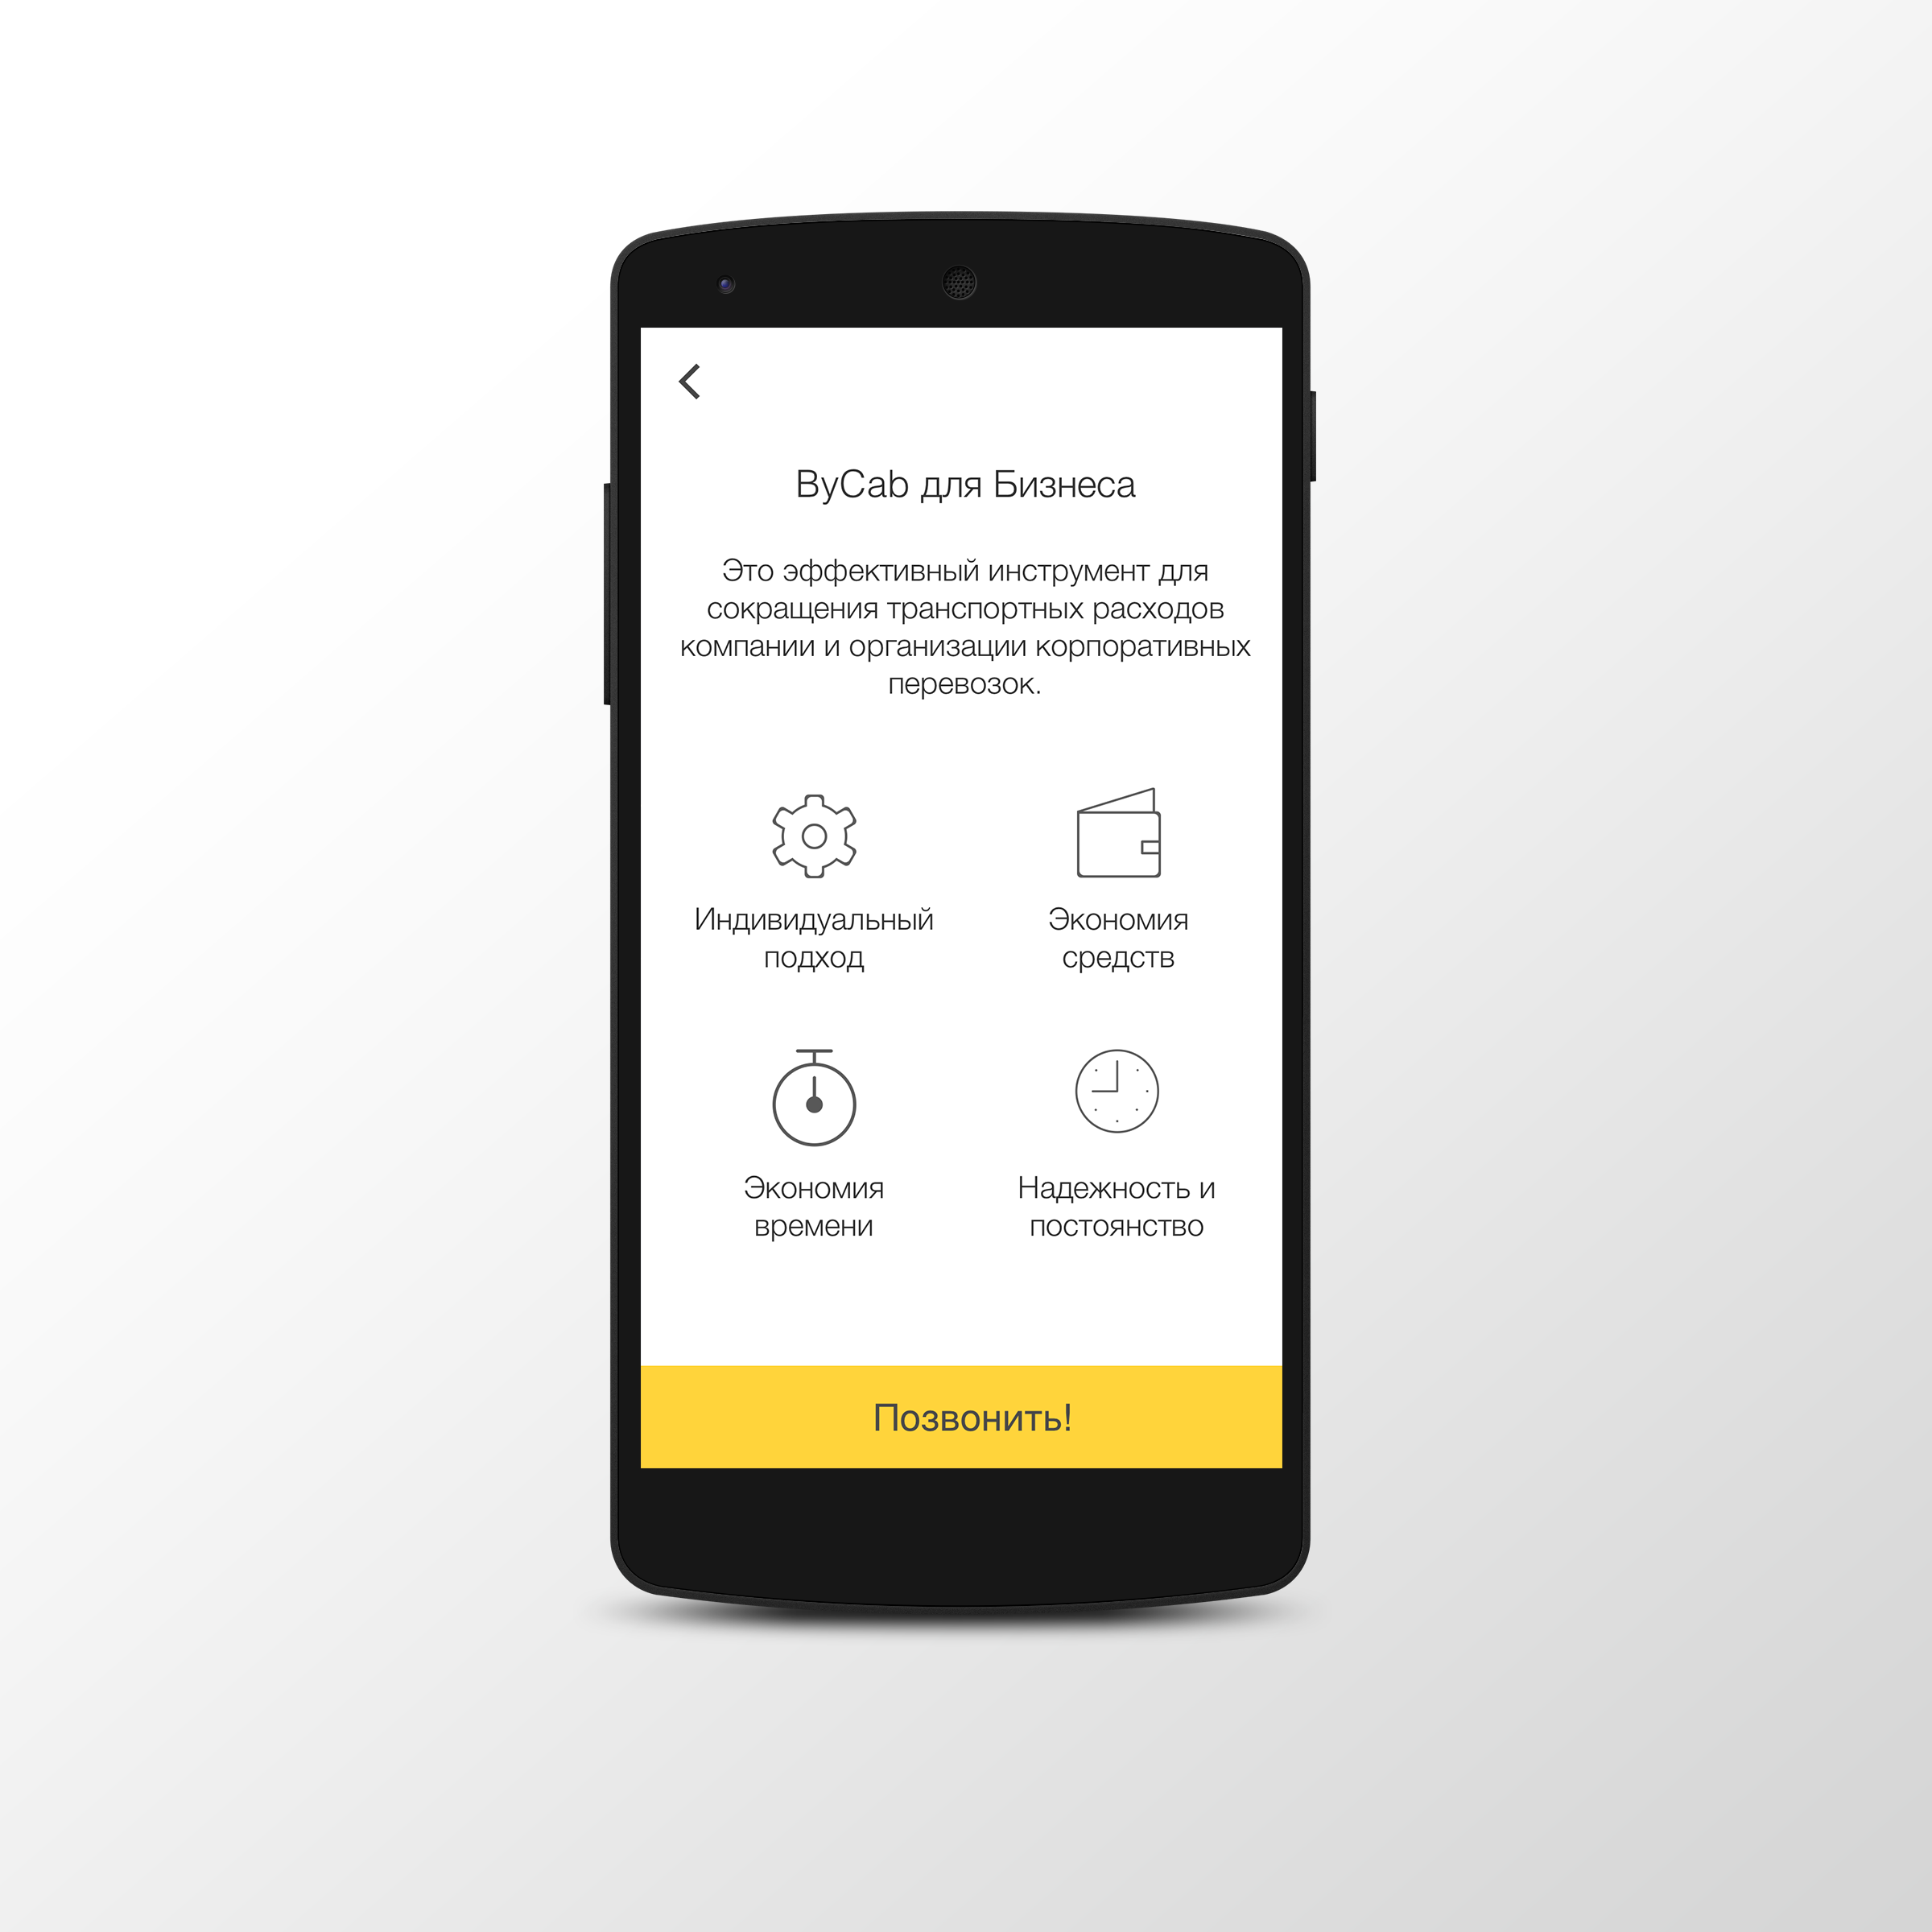 ByCab для Бизнеса
Это эффективный инструмент для
сокращения транспортных расходов
компании и организации корпоративных
перевозок.
Индивидуальный
подход
Экономия
средств
Экономия
времени
Надежность и
постоянство
Позвонить!